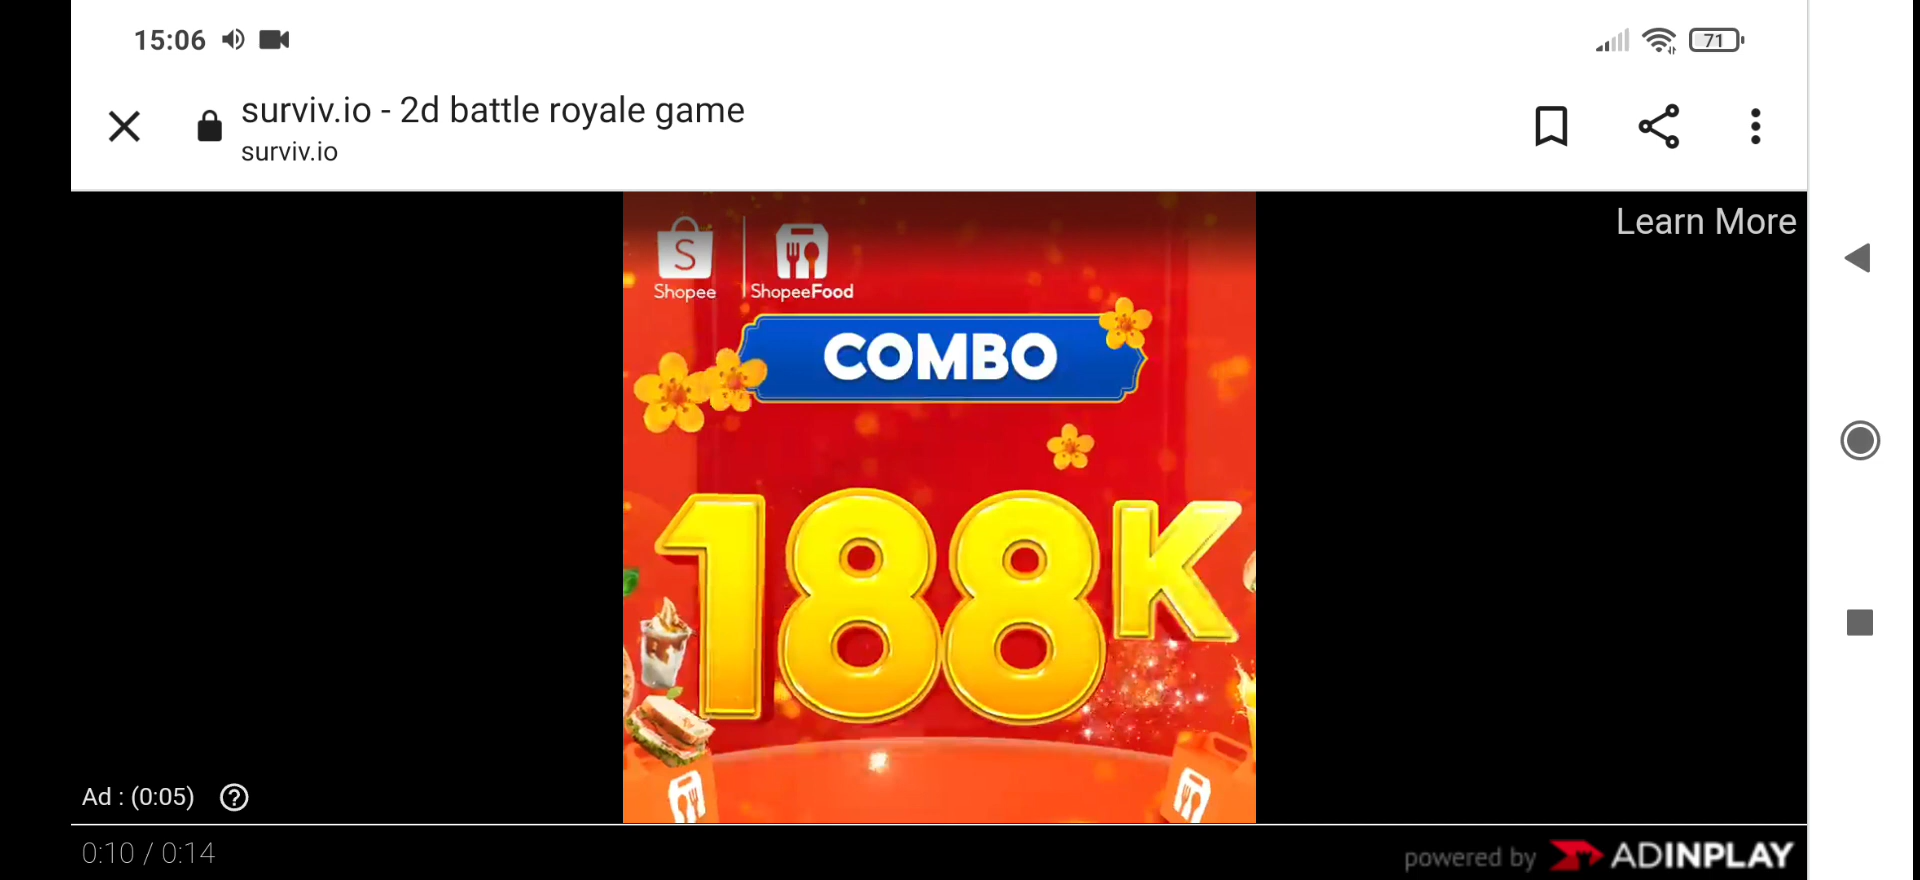 15:06
71
surviv.io - 2d battle royale game
surviv.io
Learn More
S
Shopee
ShopeeFood
COMBO
188K
Ad : (0:05)
0:10 / 0:14
powered by ADINPLAY